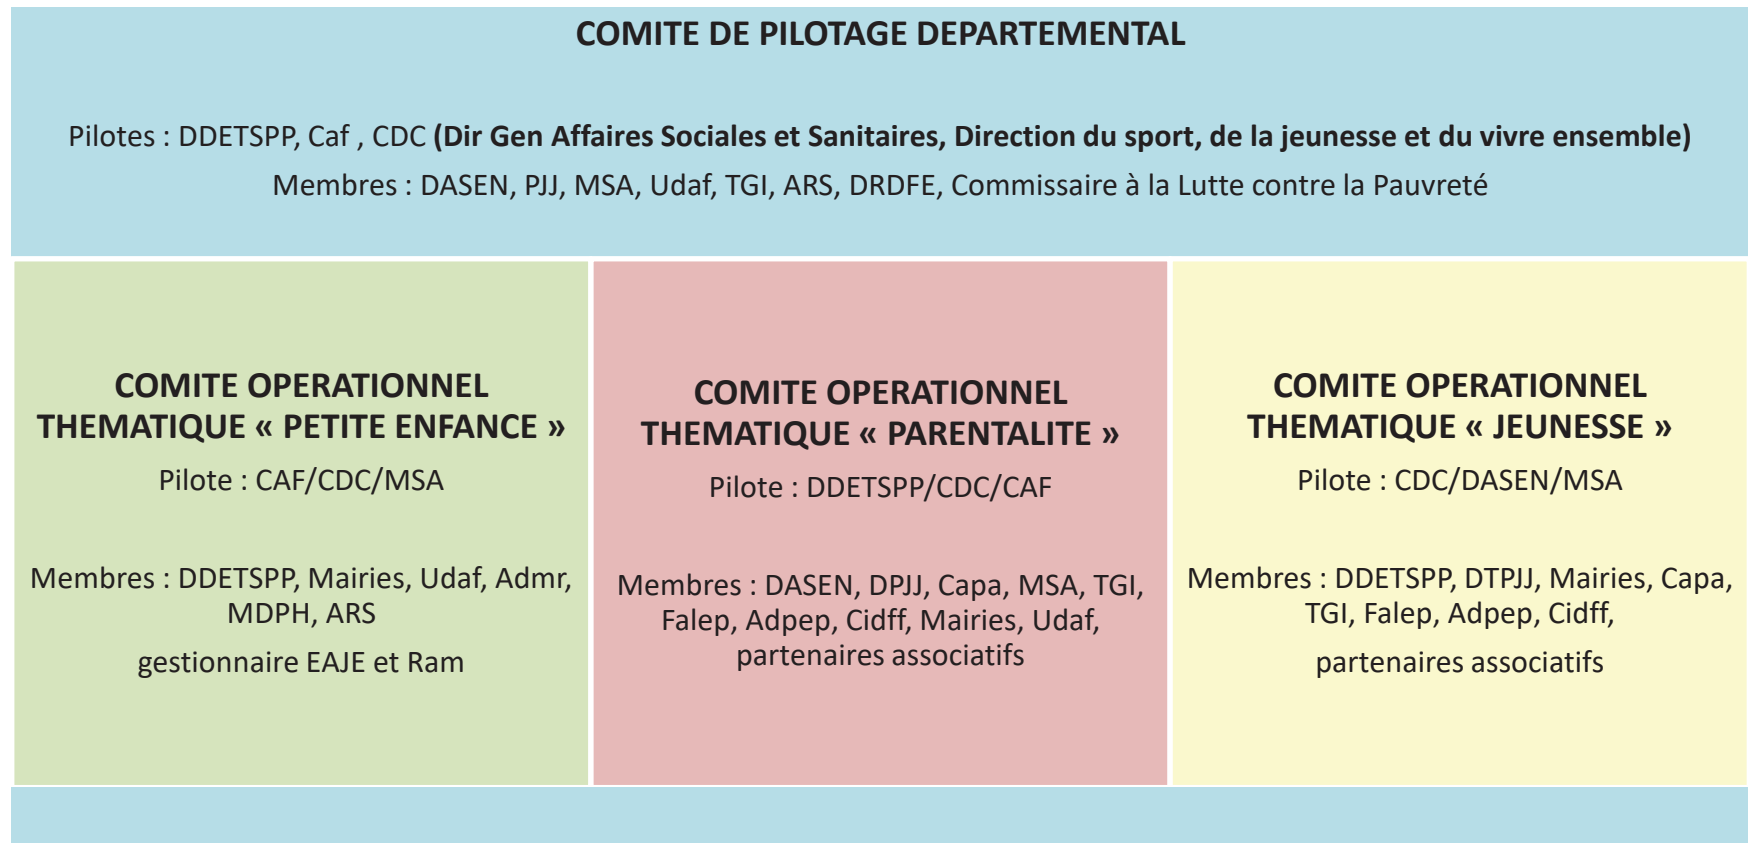 COMITE DE PILOTAGE DEPARTEMENTAL
Pilotes : DDETSPP, Caf , CDC (Dir Gen Affaires Sociales et Sanitaires, Direction du sport, de la jeunesse et du vivre ensemble)
Membres : DASEN, PJJ, MSA, Udaf, TGI, ARS, DRDFE, Commissaire à la Lutte contre la Pauvreté
COMITE OPERATIONNEL
THEMATIQUE « PETITE ENFANCE »
Pilote : CAF/CDC/MSA
Membres : DDETSPP, Mairies, Udaf, Admr,
MDPH, ARS
gestionnaire EAJE et Ram
COMITE OPERATIONNEL
THEMATIQUE « PARENTALITE »
Pilote : DDETSPP/CDC/CAF
Membres : DASEN, DPJJ, Capa, MSA, TGI,
Falep, Adpep, Cidff, Mairies, Udaf,
partenaires associatifs
COMITE OPERATIONNEL
THEMATIQUE « JEUNESSE »
Pilote : CDC/DASEN/MSA
Membres : DDETSPP, DTPJJ, Mairies, Capa,
TGI, Falep, Adpep, Cidff,
partenaires associatifs